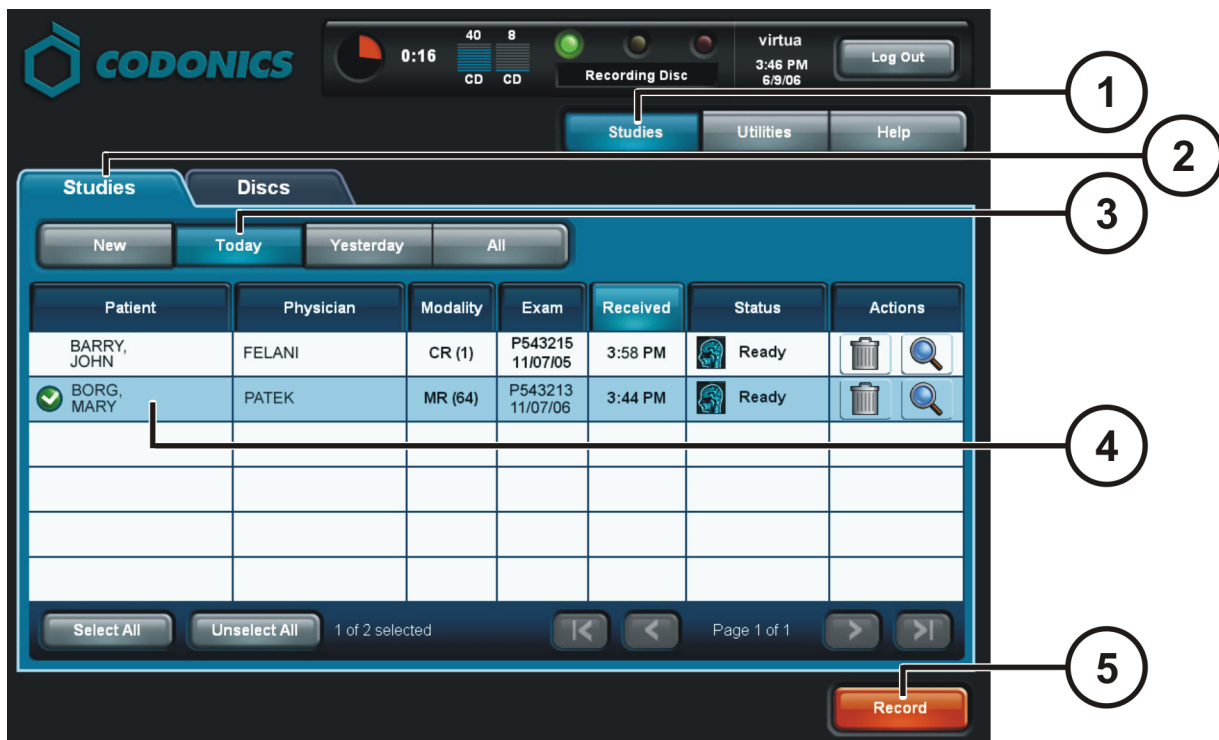 CODONICS
0:16
40 8
CD CD
Recording Disc
virtua
3:46 PM
6/9/06
Log Out
1
Studies Utilities Help
2
Studies Discs
3
New Today Yesterday All
Patient Physician Modality Exam Received Status Actions
BARRY,
JOHN
FELANI
CR (1)
P543215
11/07/05
3:58 PM
Ready
BORG,
MARY
PATEK
MR (64)
P543213
11/07/06
3:44 PM
Ready
4
Select All Unselect All 1 of 2 selected Page 1 of 1
5
Record